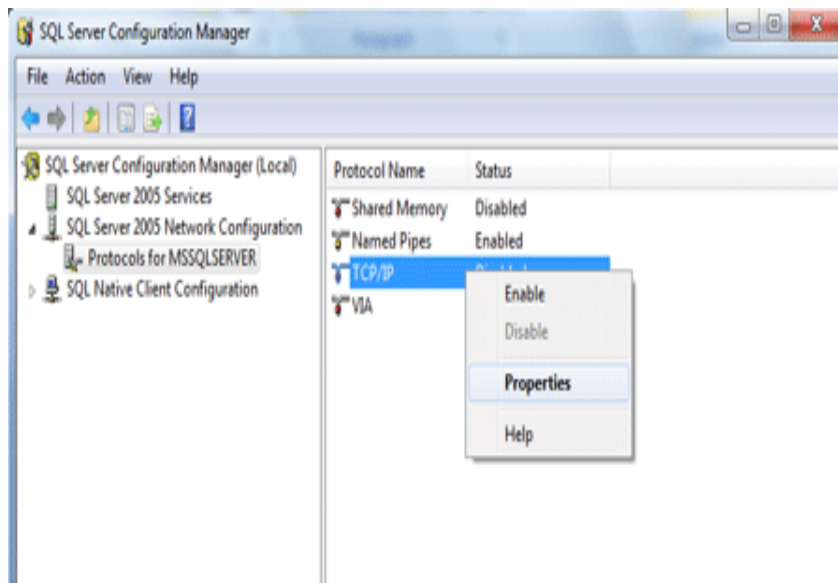 SQL Server Configuration Manager
File Action View Help
SQL Server Configuration Manager (Local)
SQL Server 2005 Services
SQL Server 2005 Network Configuration
Protocols for MSSQLSERVER
SQL Native Client Configuration
Protocol Name Status
Shared Memory Disabled
Named Pipes Enabled
TCP/IP
VIA
Enable
Disable
Properties
Help